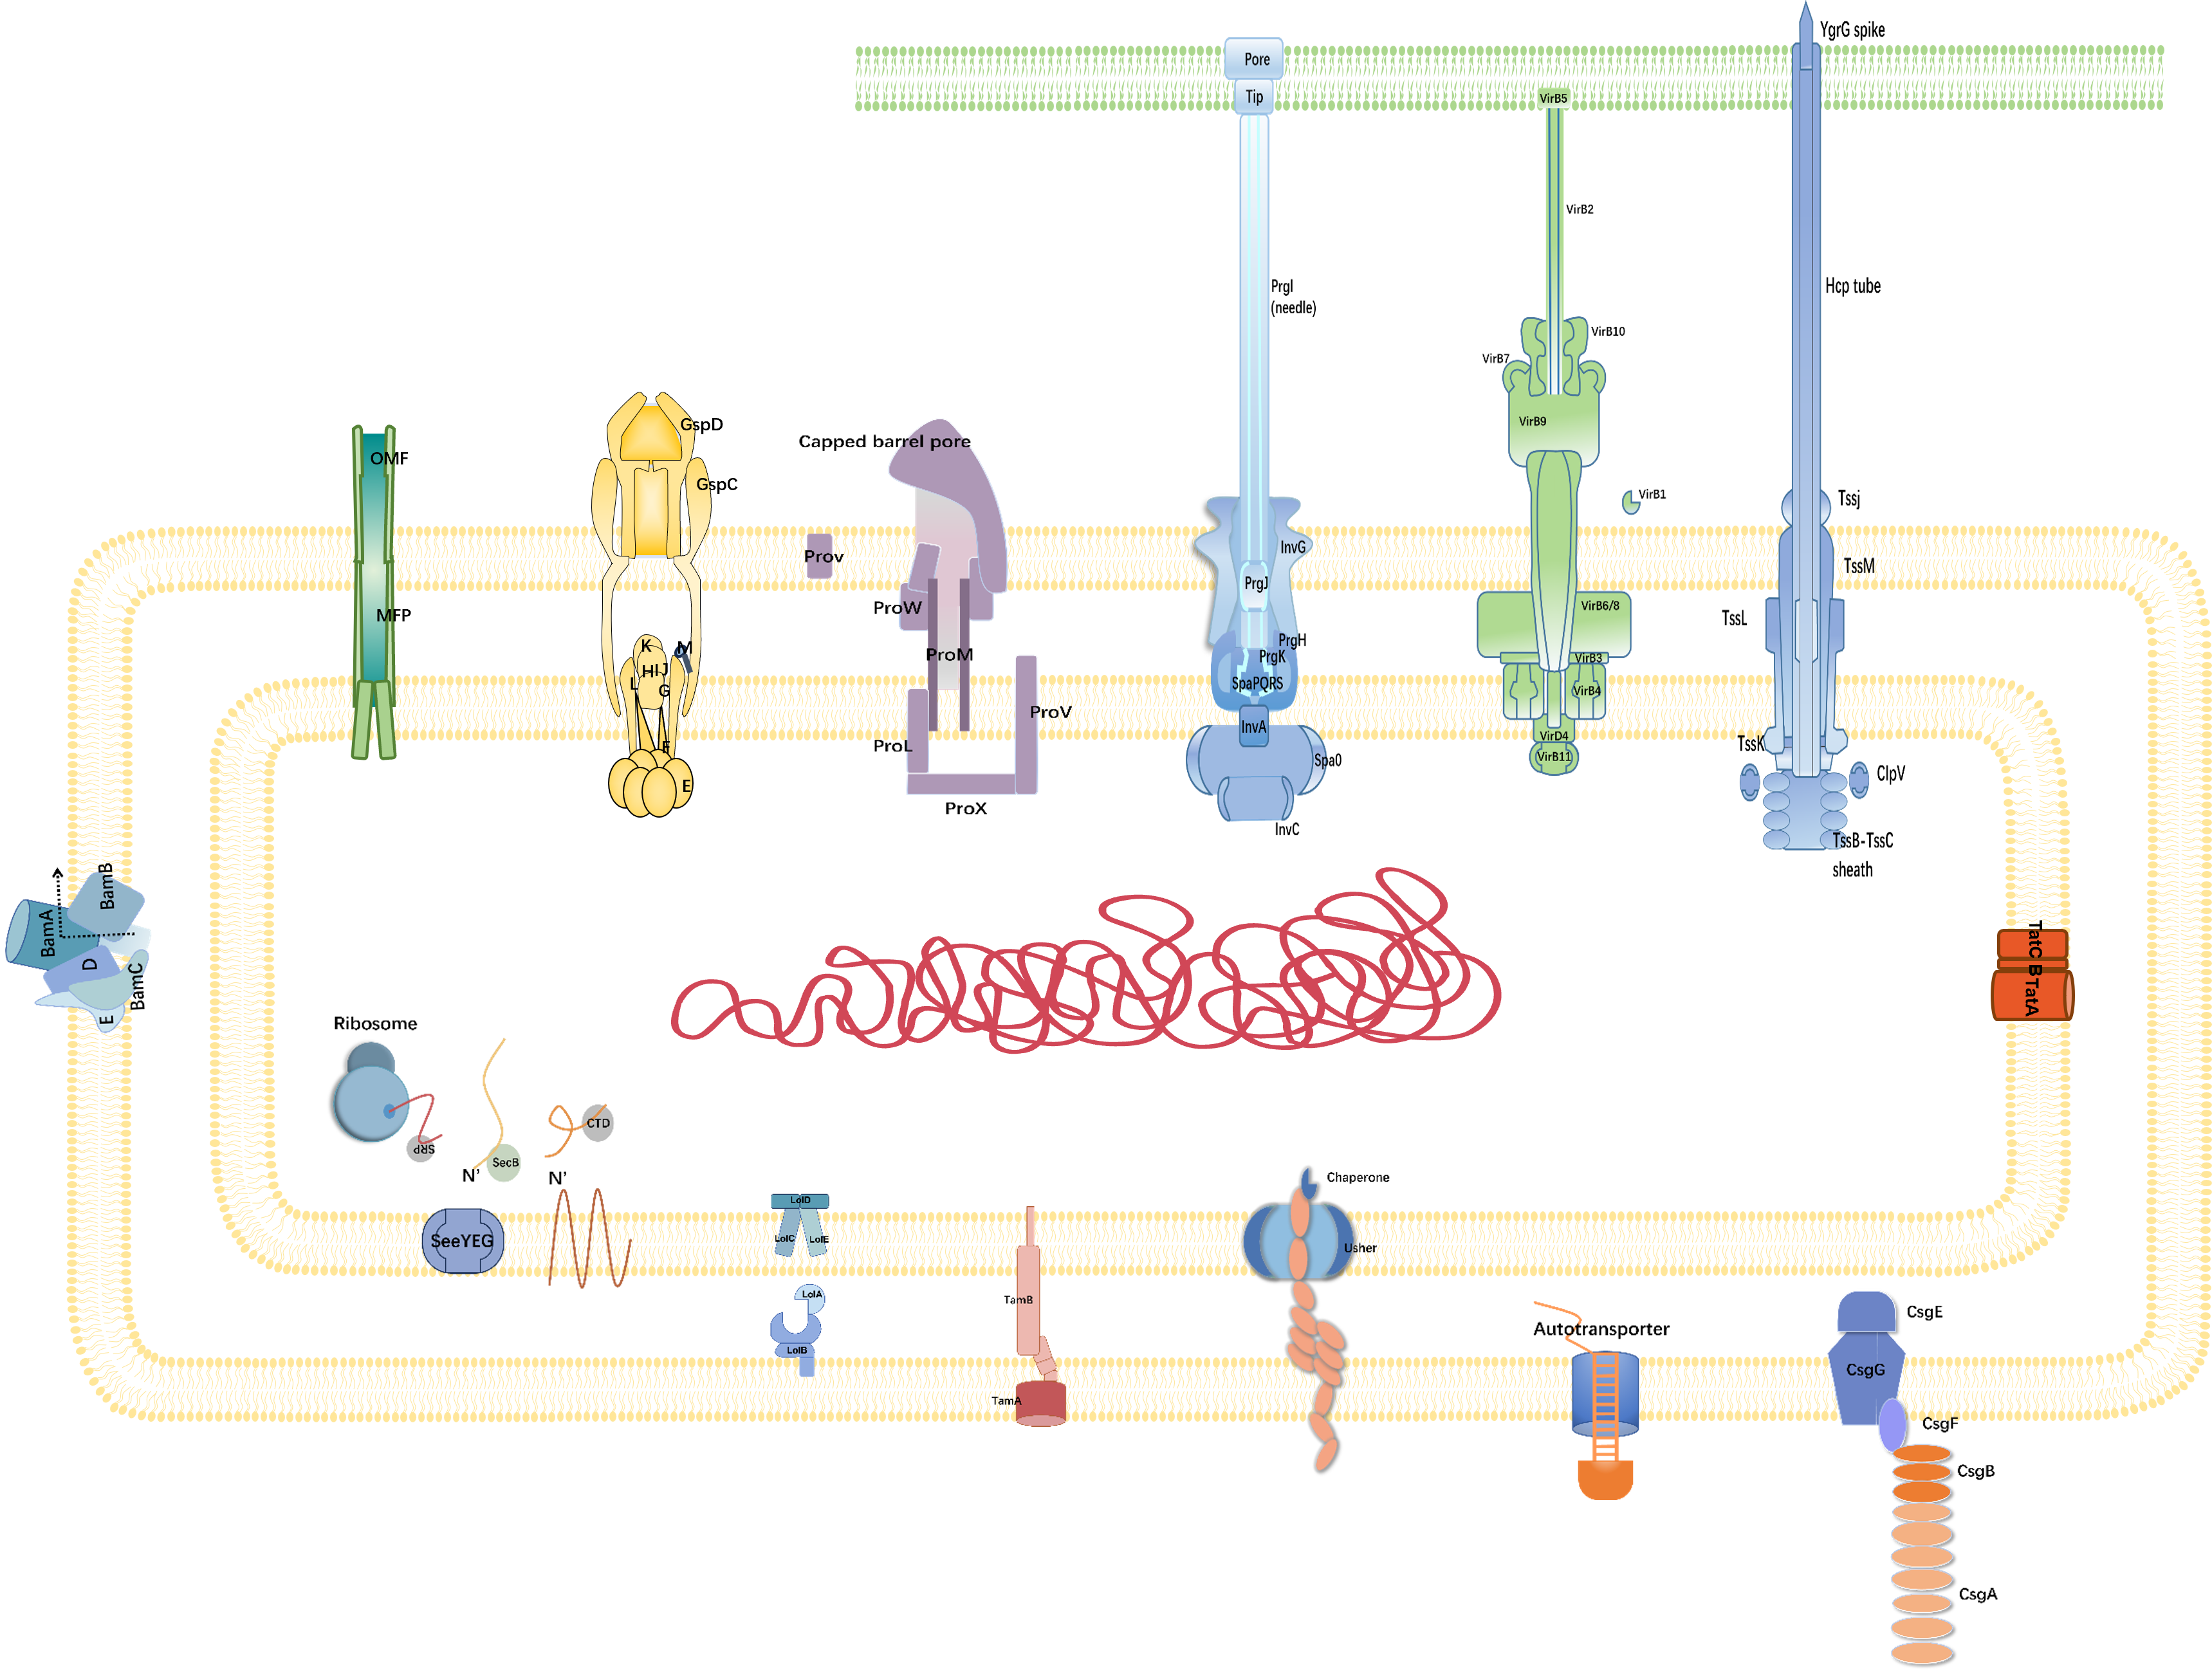 YgrG spike
Pore
Tip
VirB5
VirB2
Hcp tube
PrgI
(needle)
VirB10
VirB7
VirB9
GspD
Capped barrel pore
OMF
GspC
VirB1
Tssj
InvG
Prov
TssM
PrgJ
ProW
VirB6/8
MFP
TssL
PrgH
K
M
ProM
PrgK
VirB3
HIJ
L
G
SpaPQRS
VirB4
ProV
InvA
VirD4
F
ProL
TssK
VirB11
Spa0
ClpV
E
ProX
InvC
TssB-TssC
sheath
BamB
BamA
D
BamC
E
TatC
B
TatA
Ribosome
CTD
SRP
SecB
N'
N'
Chaperone
LolD
LolC
LolE
SeeYEG
Usher
LolA
TamB
CsgE
Autotransporter
LolB
CsgG
TamA
CsgF
CsgB
CsgA